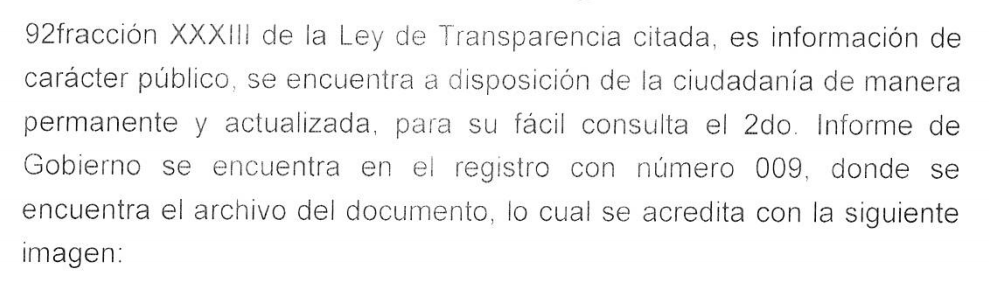 92fracción XXXIII de la Ley de Transparencia citada, es información de
carácter público, se encuentra a disposición de la ciudadanía de manera
permanente y actualizada, para su fácil consulta el 2do. Informe de
Gobierno se encuentra en el registro con número 009, donde se
encuentra el archivo del documento, lo cual se acredita con la siguiente
imagen: